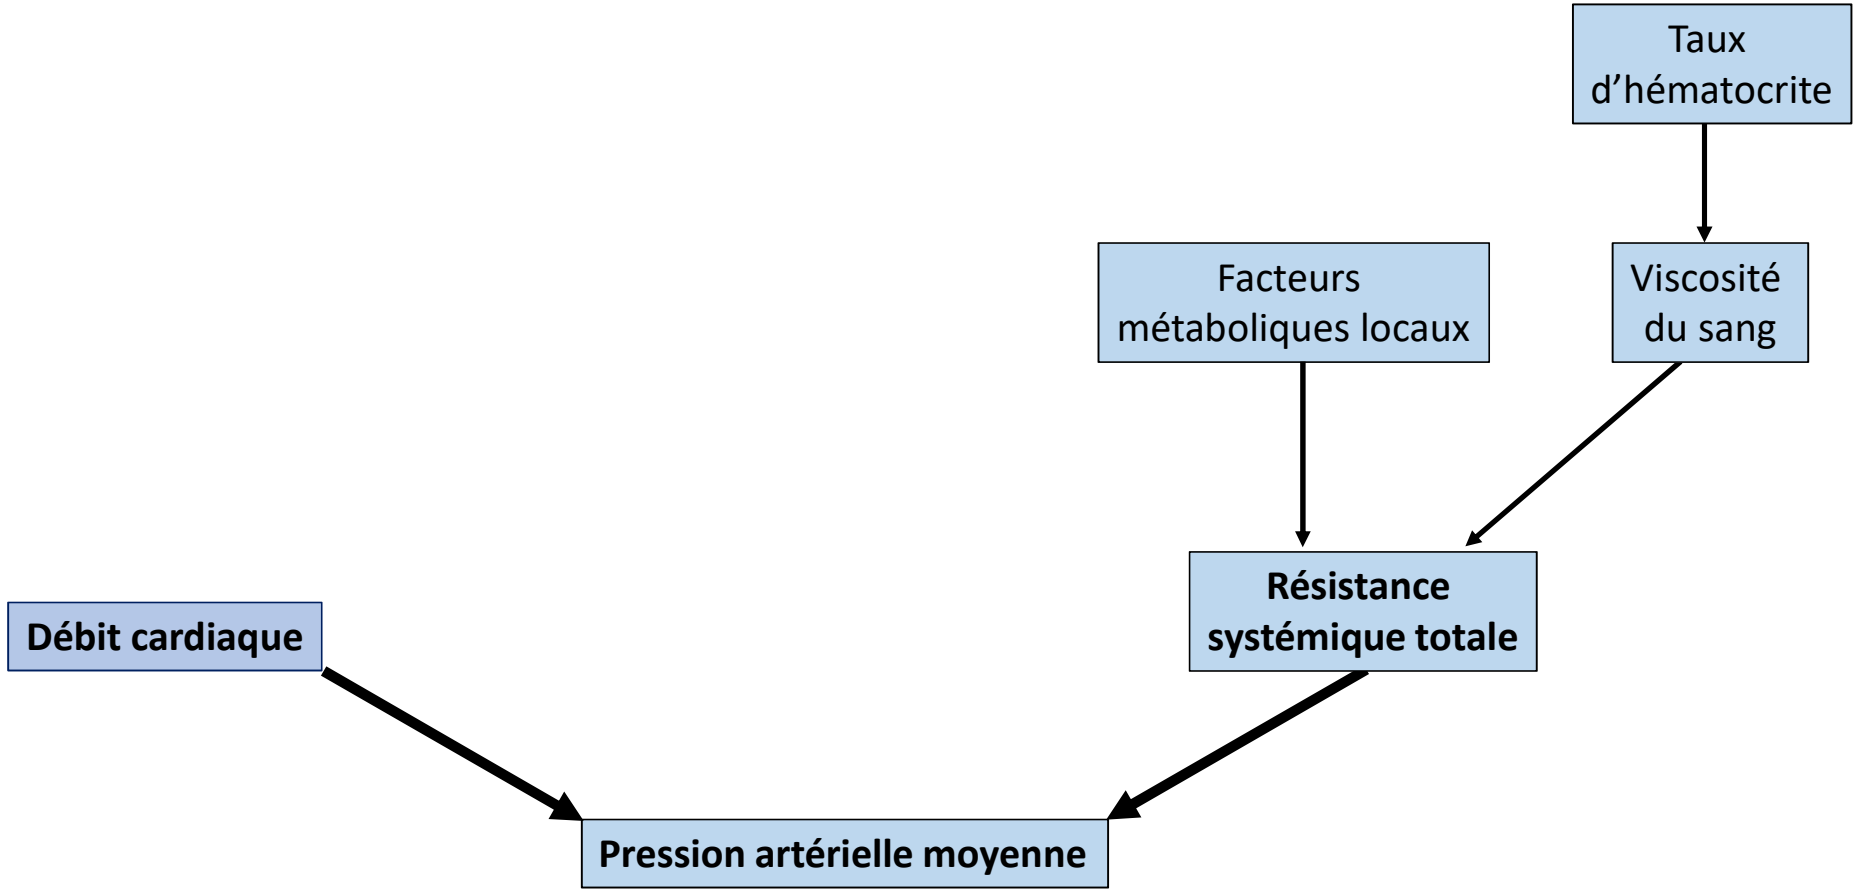 Taux
d’hématocrite
Facteurs
métaboliques locaux
Viscosité
du sang
Résistance
systémique totale
Débit cardiaque
Pression artérielle moyenne